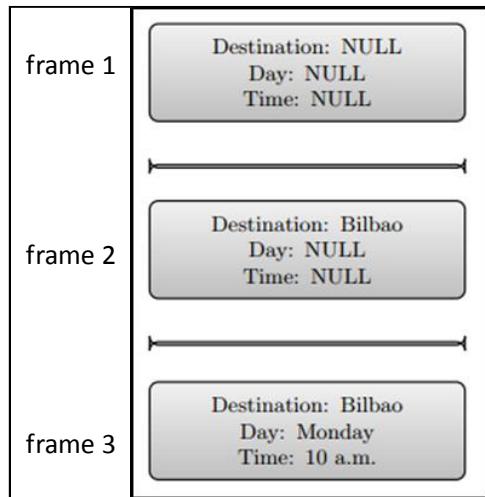 frame 1
Destination: NULL
Day: NULL
Time: NULL
frame 2
Destination: Bilbao
Day: NULL
Time: NULL
frame 3
Destination: Bilbao
Day: Monday
Time: 10 a.m.